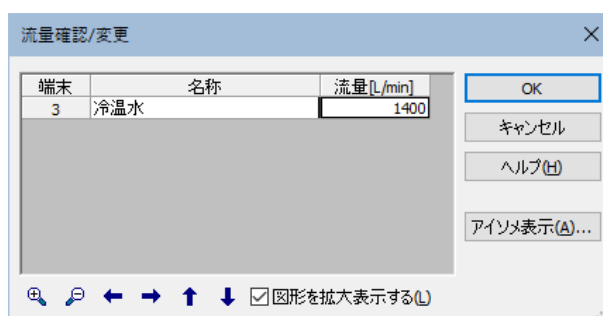 流量確認/変更
端末 名称 流量[L/min]
3 冷温水 1400
OK
キャンセル
ヘルプ(H)
アイソメ表示(A)...
図形を拡大表示する(L)